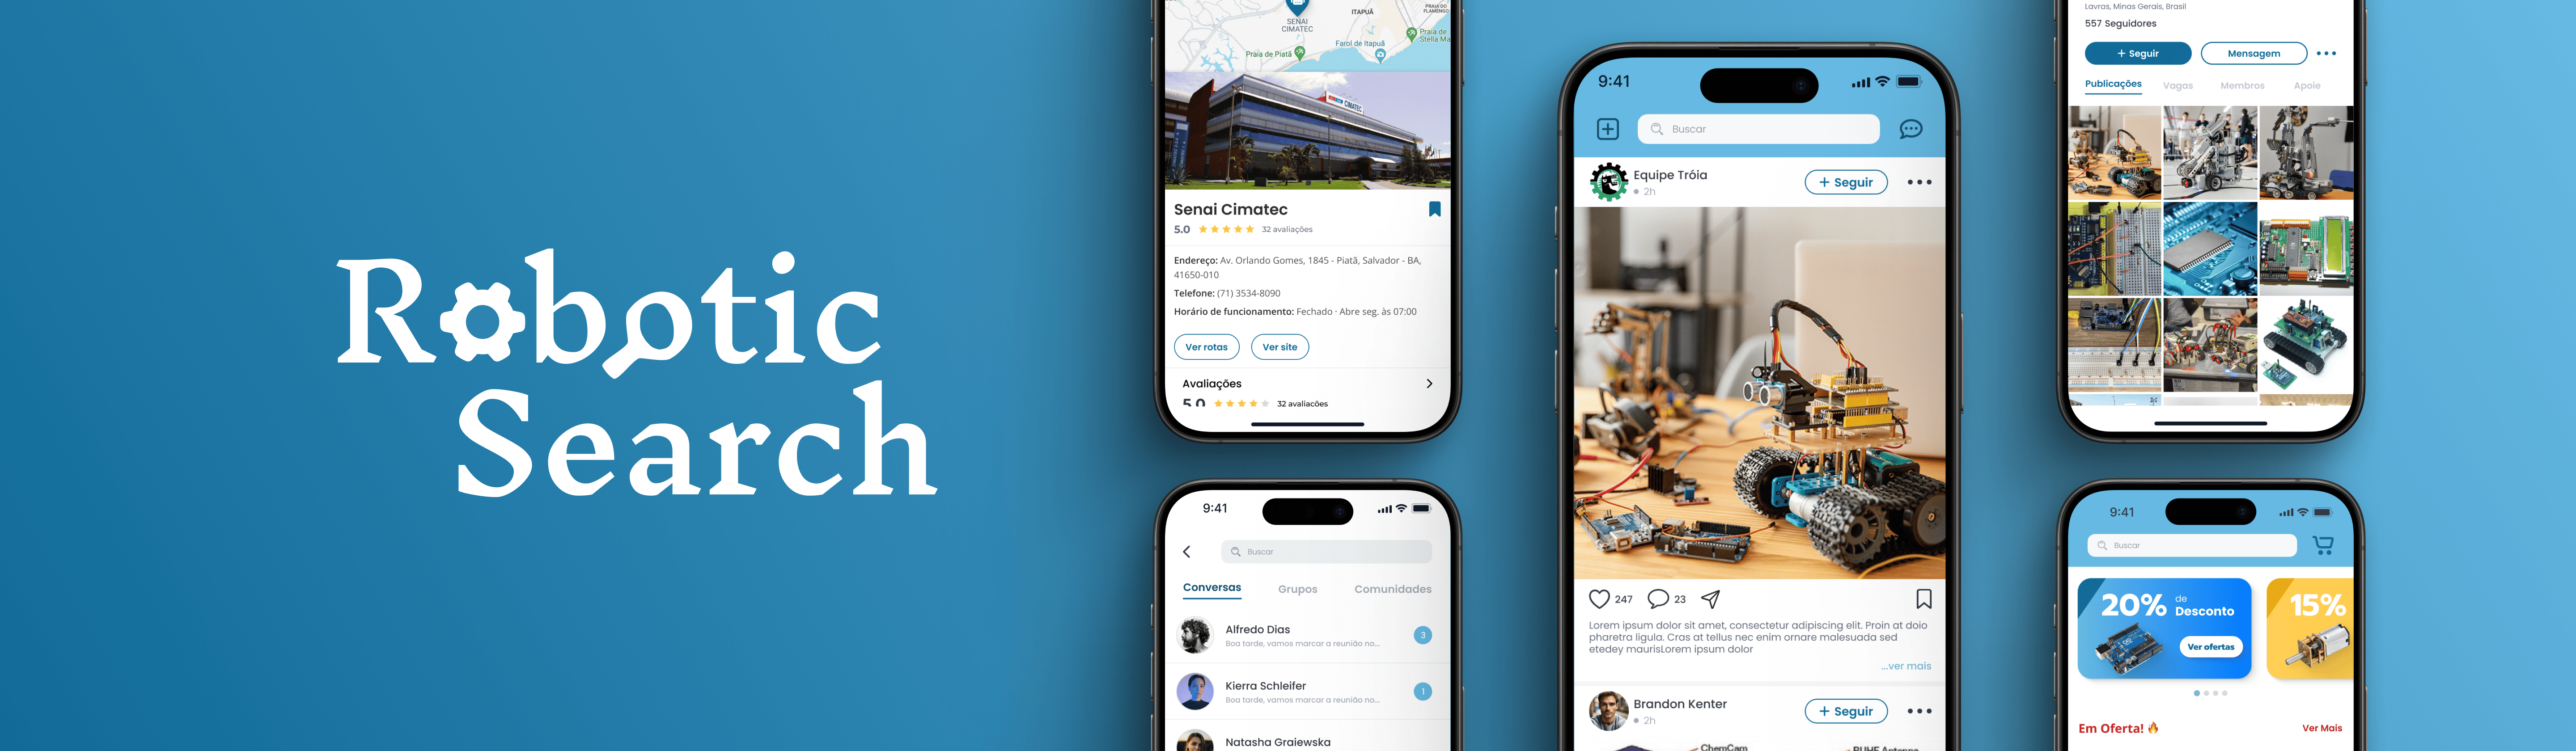 Robotic
Search
SENAI
CIMATEC
ITAPUÃ
PRAIA DO
FLAMENGO
Praia de Piatã
Farol de Itapuã
Praia de
Stella Ma
CIMATEC
Senai Cimatec
5.0
32 avaliações
Endereço: Av. Orlando Gomes, 1845 - Piatã, Salvador - BA,
41650-010
Telefone: (71) 3534-8090
Horário de funcionamento: Fechado · Abre seg. às 07:00
Ver rotas
Ver site
Avaliações
5.0
32 avaliações
9:41
Buscar
Conversas
Grupos
Comunidades
Alfredo Dias
Boa tarde, vamos marcar a reunião no...
3
Kierra Schleifer
Boa tarde, vamos marcar a reunião no...
1
Natasha Graiewska
9:41
Buscar
Equipe Tróia
2h
+ Seguir
247
23
Lorem ipsum dolor sit amet, consectetur adipiscing elit. Proin at doio
pharetra ligula. Cras at tellus nec enim ornare malesuada sed
etedey maurisLorem ipsum dolor
...ver mais
Brandon Kenter
2h
+ Seguir
ChemCam
RUHF Antenna
Lavras, Minas Gerais, Brasil
557 Seguidores
+ Seguir
Mensagem
Publicações
Vagas
Membros
Apoie
9:41
Buscar
20% de
Desconto
Ver ofertas
15%
Em Oferta!
Ver Mais